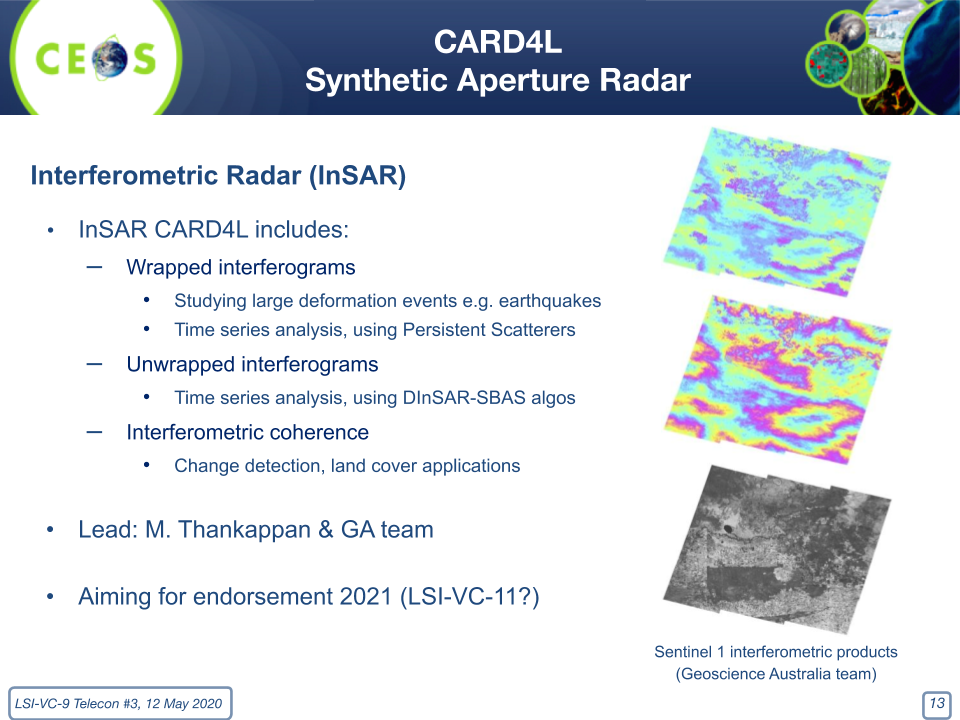 CEOS
CARD4L
Synthetic Aperture Radar
Interferometric Radar (InSAR)
• InSAR CARD4L includes:
– Wrapped interferograms
• Studying large deformation events e.g. earthquakes
• Time series analysis, using Persistent Scatterers
– Unwrapped interferograms
• Time series analysis, using DInSAR-SBAS algos
– Interferometric coherence
• Change detection, land cover applications
• Lead: M. Thankappan & GA team
• Aiming for endorsement 2021 (LSI-VC-11?)
Sentinel 1 interferometric products
(Geoscience Australia team)
LSI-VC-9 Telecon #3, 12 May 2020
13